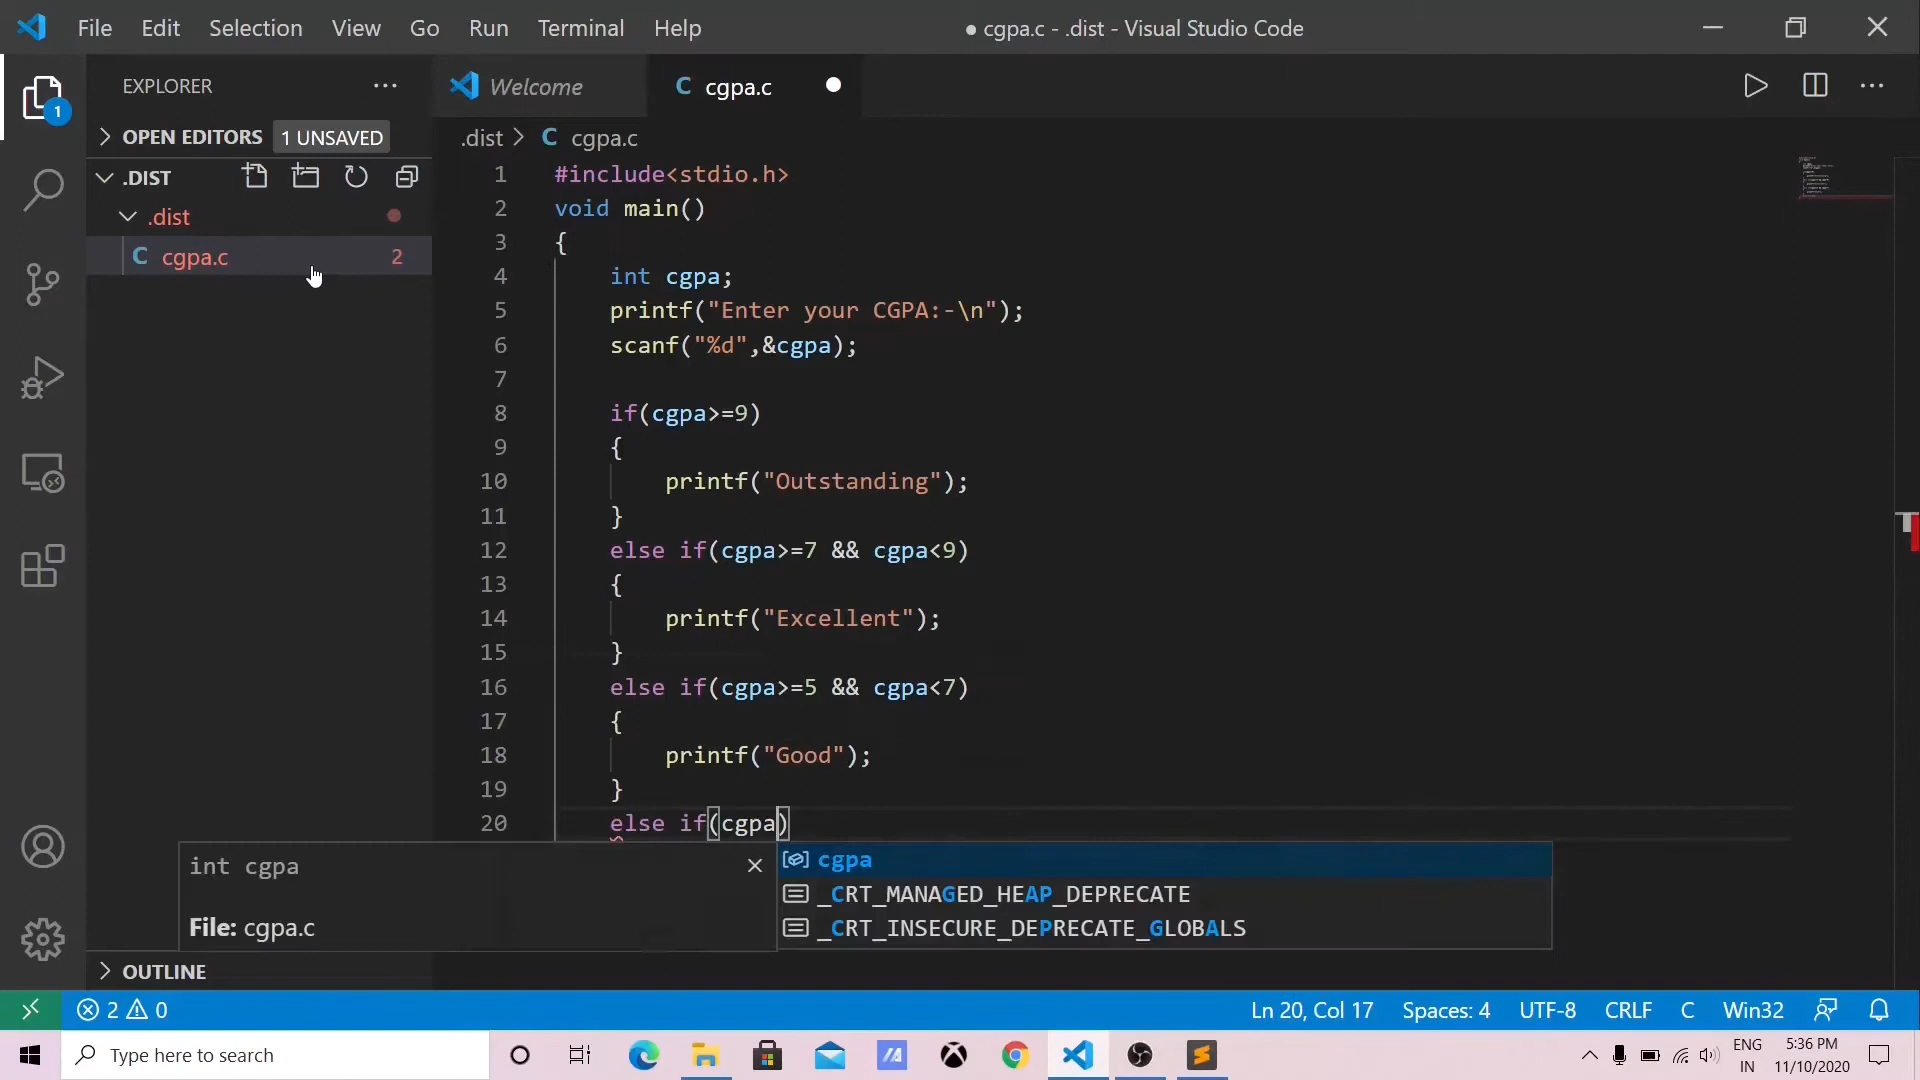 File Edit Selection View Go Run Terminal Help ● cgpa.c - .dist - Visual Studio Code
EXPLORER
Welcome
C cgpa.c
OPEN EDITORS 1 UNSAVED
.dist > C cgpa.c
.DIST
.dist
C cgpa.c 2
1
1 #include<stdio.h>
2 void main()
3 {
4 int cgpa;
5 printf("Enter your CGPA:-\n");
6 scanf("%d",&cgpa);
7
8 if(cgpa>=9)
9 {
10 printf("Outstanding");
11 }
12 else if(cgpa>=7 && cgpa<9)
13 {
14 printf("Excellent");
15 }
16 else if(cgpa>=5 && cgpa<7)
17 {
18 printf("Good");
19 }
20 else if(cgpa)
int cgpa
File: cgpa.c
cgpa
_CRT_MANAGED_HEAP_DEPRECATE
_CRT_INSECURE_DEPRECATE_GLOBALS
OUTLINE
2 0 Ln 20, Col 17 Spaces: 4 UTF-8 CRLF C Win32
Type here to search
ENG
IN
5:36 PM
11/10/2020